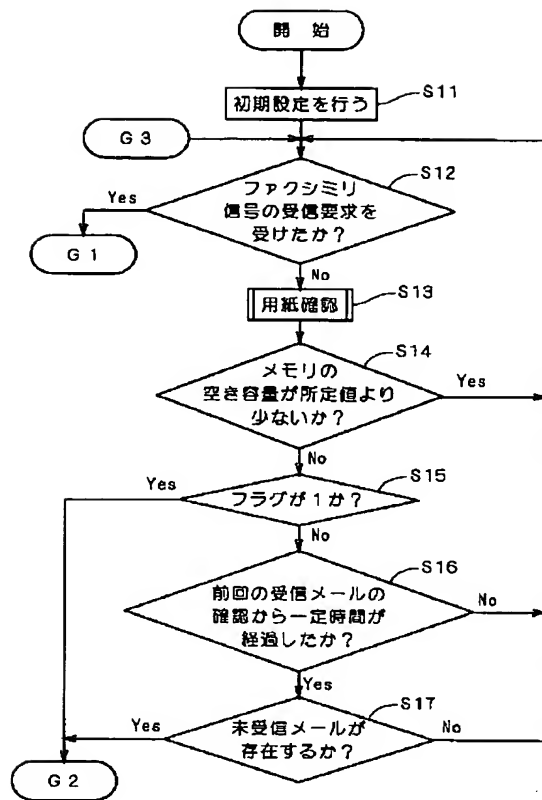 開 始
初期設定を行う
S11
G3
ファクシミリ
信号の受信要求を
受けたか?
S12
Yes
G1
No
用紙確認
S13
メモリの
空き容量が所定値より
少ないか?
S14
Yes
No
フラグが1か?
S15
Yes
No
前回の受信メールの
確認から一定時間が
経過したか?
S16
No
Yes
未受信メールが
存在するか?
S17
Yes
No
G2